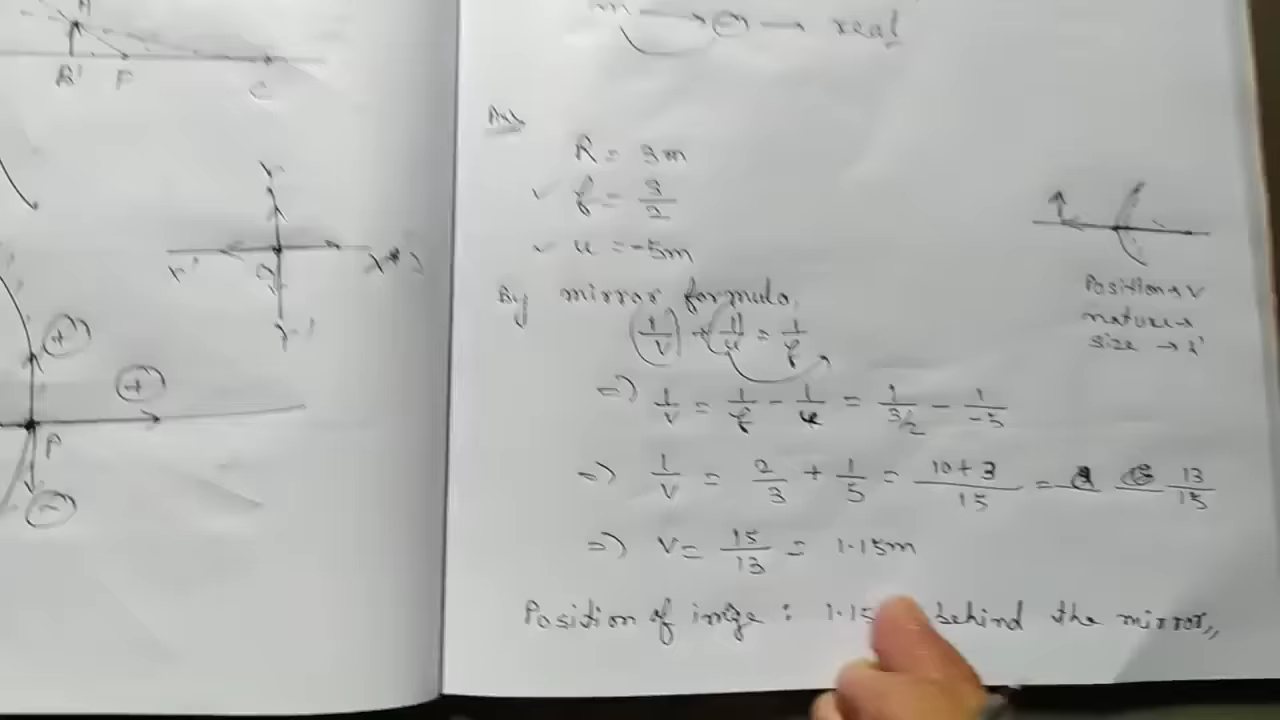 B' F C
P
+
+
-
→ real
Ans
R = 3m
✓ f = 3/2
✓ u = -5m
By mirror formula,
1/v + 1/u = 1/f
=> 1/v = 1/f - 1/u = 1/(3/2) - 1/-5
=> 1/v = 2/3 + 1/5 = (10+3)/15 = 13/15
=> v = 15/13 = 1.15m
Position of image : 1.15 behind the mirror,,
Position → v
nature →
size →